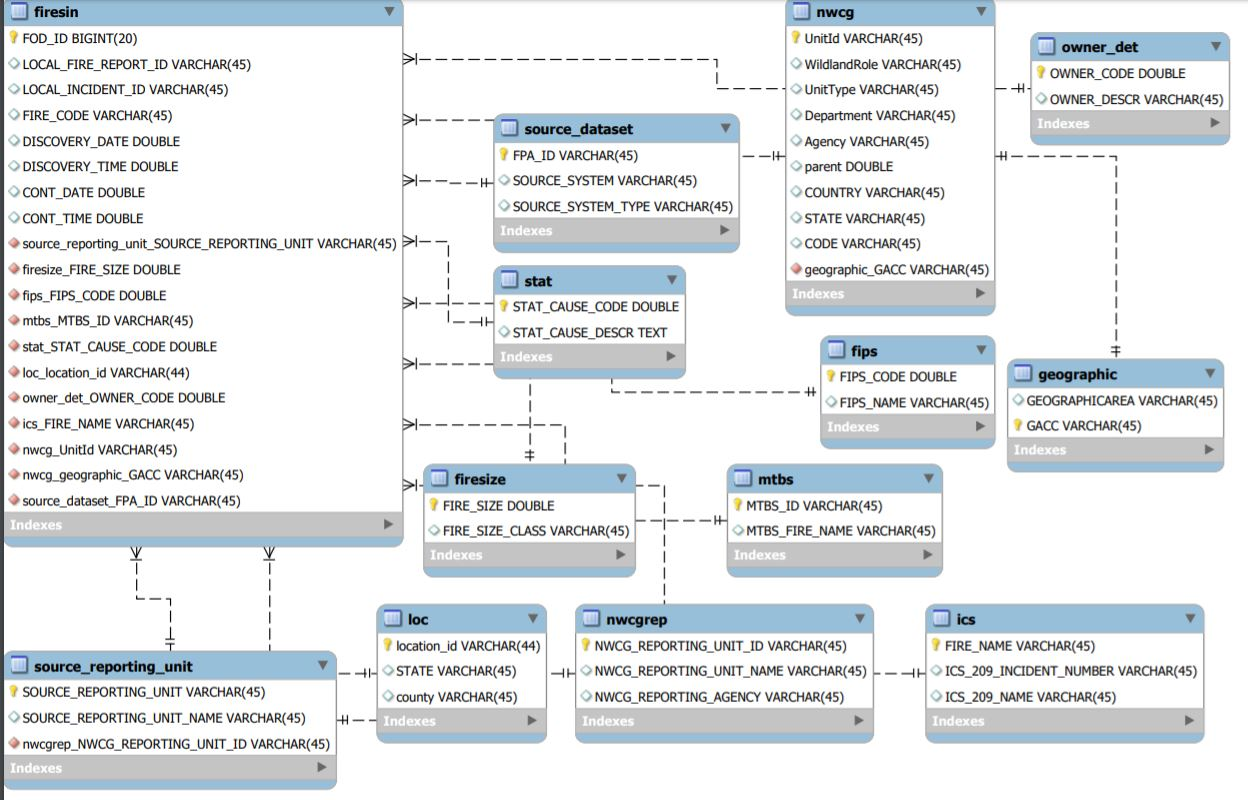 firesin
FOD_ID BIGINT(20)
LOCAL_FIRE_REPORT_ID VARCHAR(45)
LOCAL_INCIDENT_ID VARCHAR(45)
FIRE_CODE VARCHAR(45)
DISCOVERY_DATE DOUBLE
DISCOVERY_TIME DOUBLE
CONT_DATE DOUBLE
CONT_TIME DOUBLE
source_reporting_unit_SOURCE_REPORTING_UNIT VARCHAR(45)
firesize_FIRE_SIZE DOUBLE
fips_FIPS_CODE DOUBLE
mtbs_MTBS_ID VARCHAR(45)
stat_STAT_CAUSE_CODE DOUBLE
loc_location_id VARCHAR(44)
owner_det_OWNER_CODE DOUBLE
ics_FIRE_NAME VARCHAR(45)
nwcg_UnitId VARCHAR(45)
nwcg_geographic_GACC VARCHAR(45)
source_dataset_FPA_ID VARCHAR(45)
Indexes
source_dataset
FPA_ID VARCHAR(45)
SOURCE_SYSTEM VARCHAR(45)
SOURCE_SYSTEM_TYPE VARCHAR(45)
Indexes
stat
STAT_CAUSE_CODE DOUBLE
STAT_CAUSE_DESCR TEXT
Indexes
nwcg
UnitId VARCHAR(45)
WildlandRole VARCHAR(45)
UnitType VARCHAR(45)
Department VARCHAR(45)
Agency VARCHAR(45)
parent DOUBLE
COUNTRY VARCHAR(45)
STATE VARCHAR(45)
CODE VARCHAR(45)
geographic_GACC VARCHAR(45)
Indexes
owner_det
OWNER_CODE DOUBLE
OWNER_DESCR VARCHAR(45)
Indexes
fips
FIPS_CODE DOUBLE
FIPS_NAME VARCHAR(45)
Indexes
geographic
GEOGRAPHICAREA VARCHAR(45)
GACC VARCHAR(45)
Indexes
firesize
FIRE_SIZE DOUBLE
FIRE_SIZE_CLASS VARCHAR(45)
Indexes
mtbs
MTBS_ID VARCHAR(45)
MTBS_FIRE_NAME VARCHAR(45)
Indexes
source_reporting_unit
SOURCE_REPORTING_UNIT VARCHAR(45)
SOURCE_REPORTING_UNIT_NAME VARCHAR(45)
nwcgrep_NWCG_REPORTING_UNIT_ID VARCHAR(45)
Indexes
loc
location_id VARCHAR(44)
STATE VARCHAR(45)
county VARCHAR(45)
Indexes
nwcgrep
NWCG_REPORTING_UNIT_ID VARCHAR(45)
NWCG_REPORTING_UNIT_NAME VARCHAR(45)
NWCG_REPORTING_AGENCY VARCHAR(45)
Indexes
ics
FIRE_NAME VARCHAR(45)
ICS_209_INCIDENT_NUMBER VARCHAR(45)
ICS_209_NAME VARCHAR(45)
Indexes